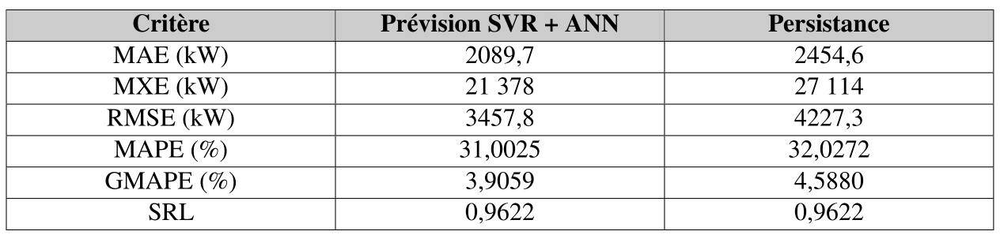 Critère Prévision SVR + ANN Persistance
MAE (kW) 2089,7 2454,6
MXE (kW) 21 378 27 114
RMSE (kW) 3457,8 4227,3
MAPE (%) 31,0025 32,0272
GMAPE (%) 3,9059 4,5880
SRL 0,9622 0,9622